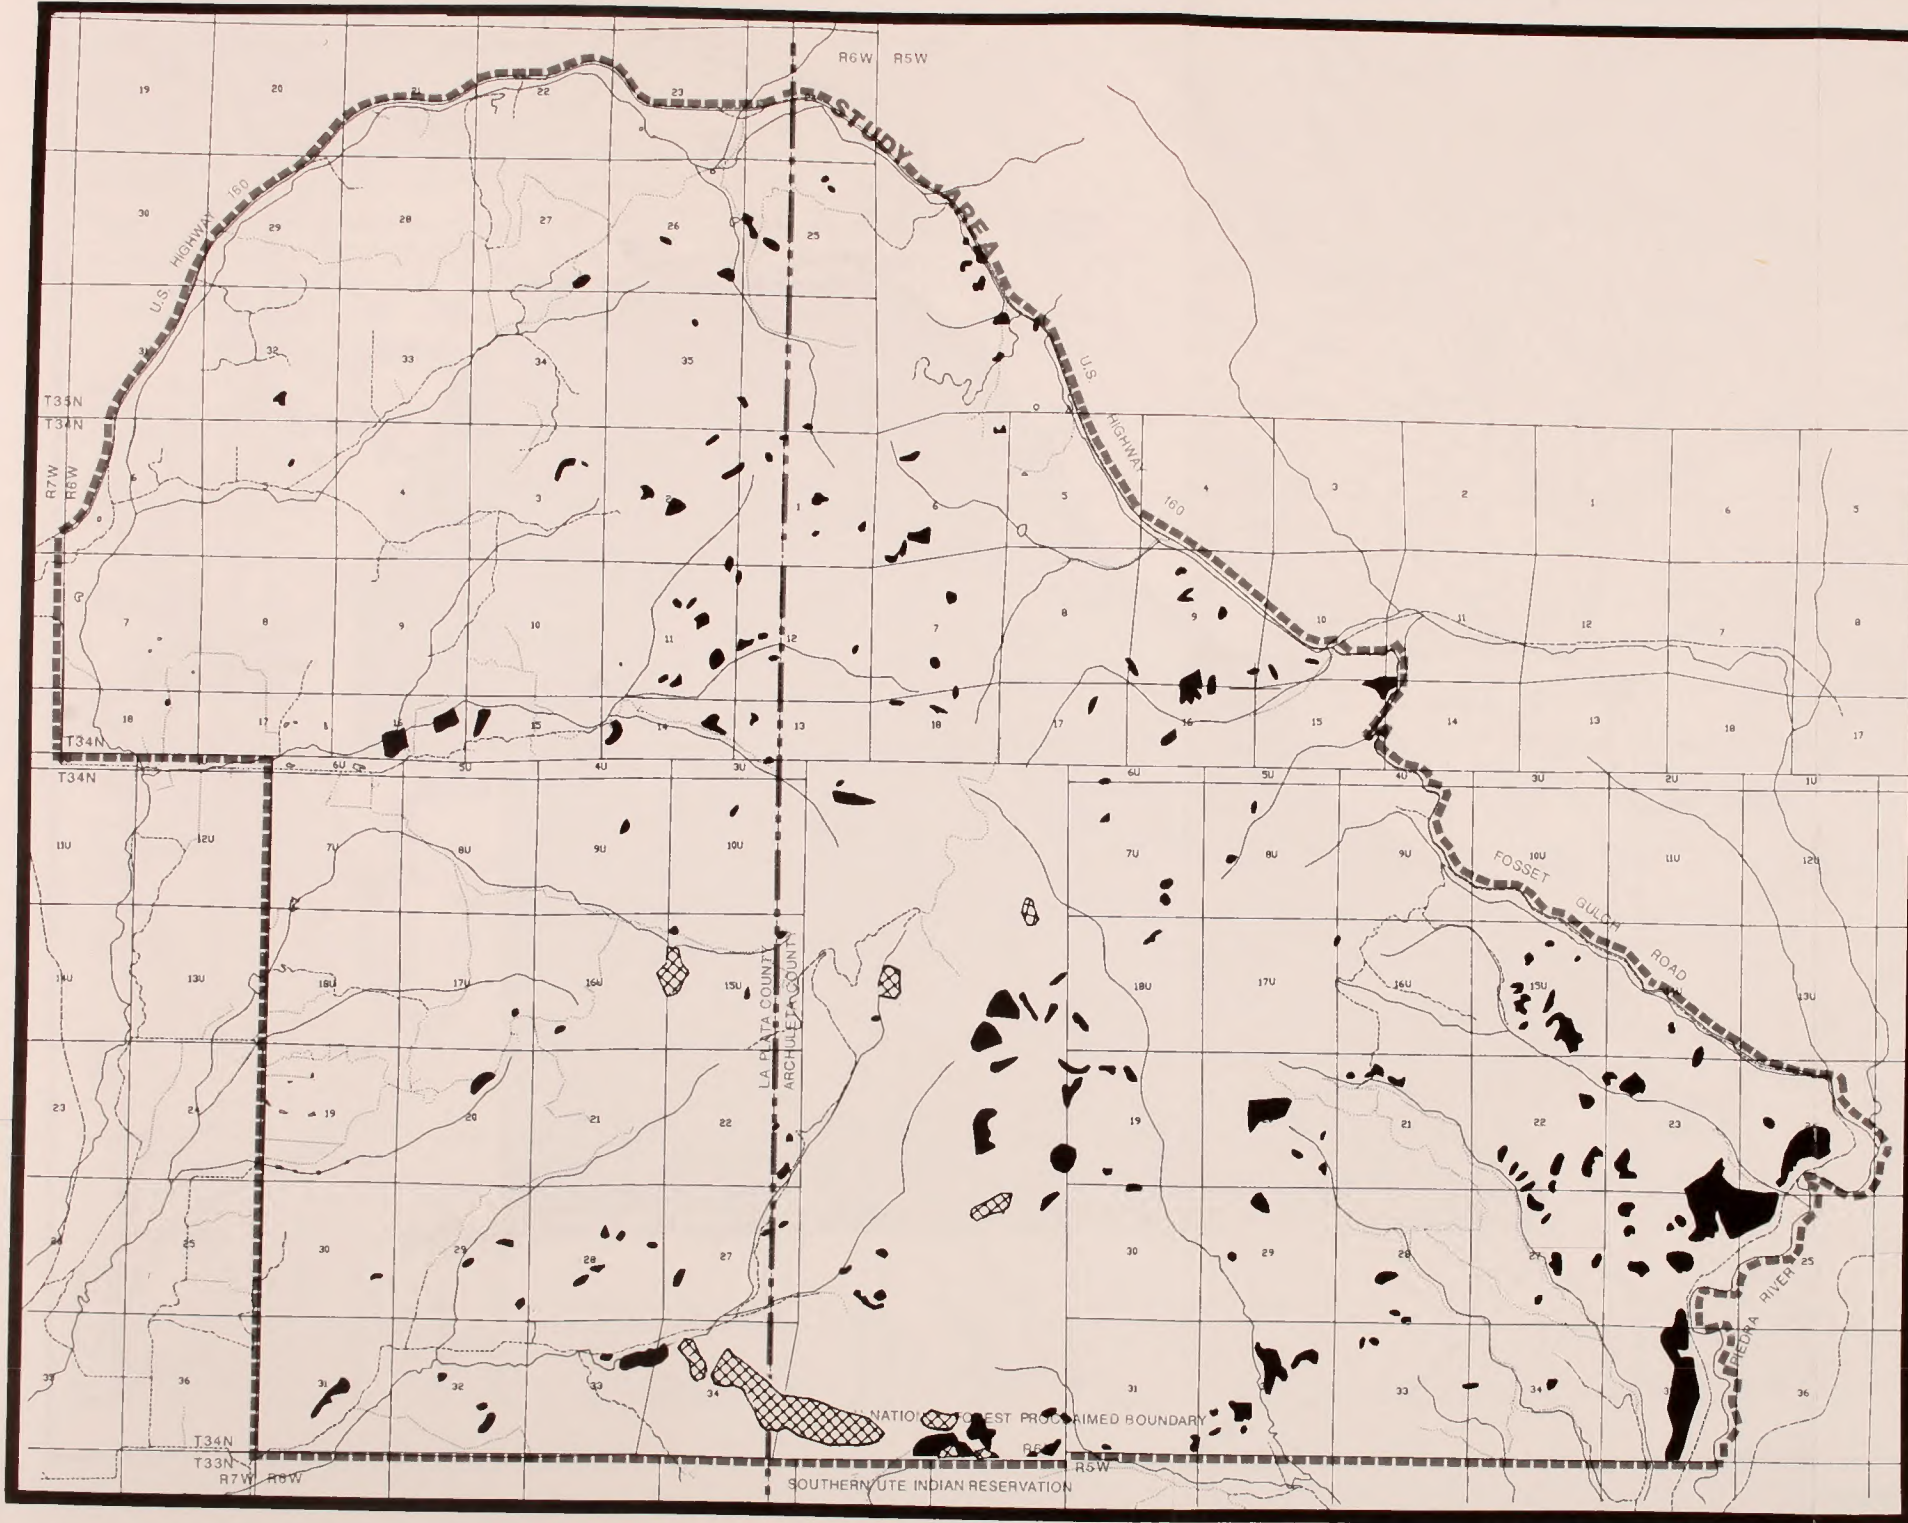 R6W R5W
19 20 21 22 23
STUDY AREA
30 29 28 27 26 25
U.S. HIGHWAY 160
31 32 33 34 35
T35N
T34N
R7W
R6W
U.S. HIGHWAY 160
6 5 4 3 2 1 6 5 4 3 2 1 6 5
7 8 9 10 11 12 7 8 9 10 11 12 7 8
18 17 16 15 14 13 18 17 16 15 14 13 18 17
T34N
T34N
6U 5U 4U 3U 6U 5U 4U 3U 2U 1U
11U 12U 7U 8U 9U 10U 7U 8U 9U 10U 11U 12U
FOSSET GULCH ROAD
14U 13U 18U 17U 16U 15U 18U 17U 16U 15U 13U
LA PLATA COUNTY
ARCHULETA COUNTY
23 24 19 20 21 22 19 21 22 23
26 25 30 29 28 27 30 29 28 27 25
PIEDRA RIVER
35 36 31 32 33 34 31 33 34 36
NATIONAL FOREST PROCLAIMED BOUNDARY
T34N
T33N
R7W R6W
R6W
R5W
SOUTHERN UTE INDIAN RESERVATION